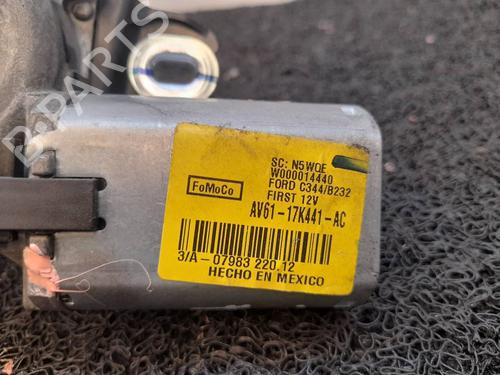 B-PARTS
SC: N5WQE
W000014440
FORD C344/B232
FIRST 12V
FoMoCo
AV61-17K441-AC
3/A-07983 220.12
HECHO EN MEXICO